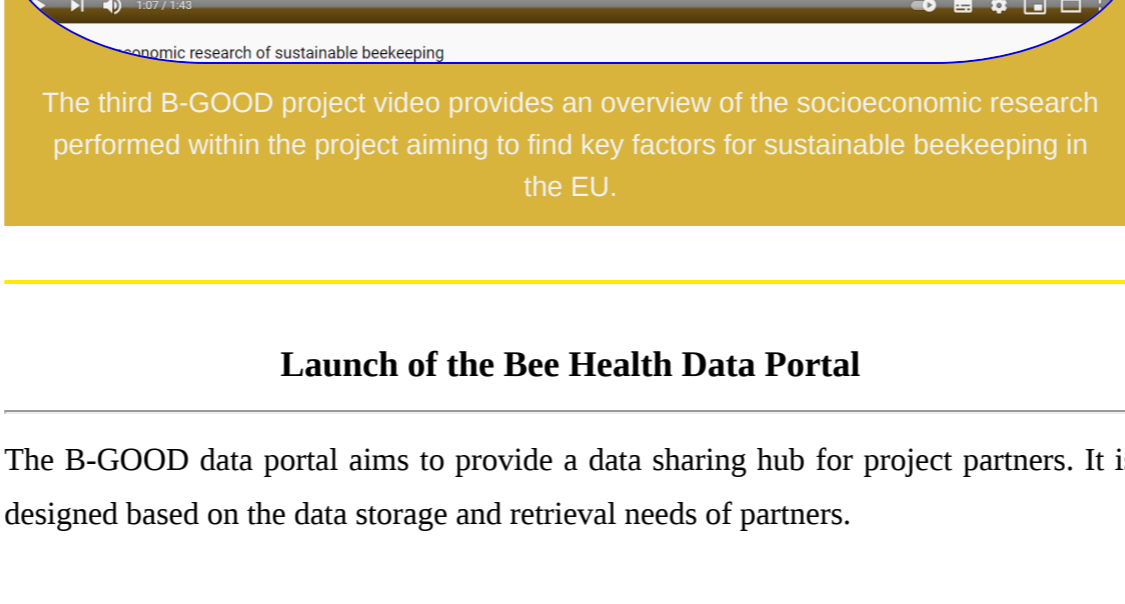 1:07 / 1:43
economic research of sustainable beekeeping
The third B-GOOD project video provides an overview of the socioeconomic research
performed within the project aiming to find key factors for sustainable beekeeping in
the EU.
Launch of the Bee Health Data Portal
The B-GOOD data portal aims to provide a data sharing hub for project partners. It is
designed based on the data storage and retrieval needs of partners.